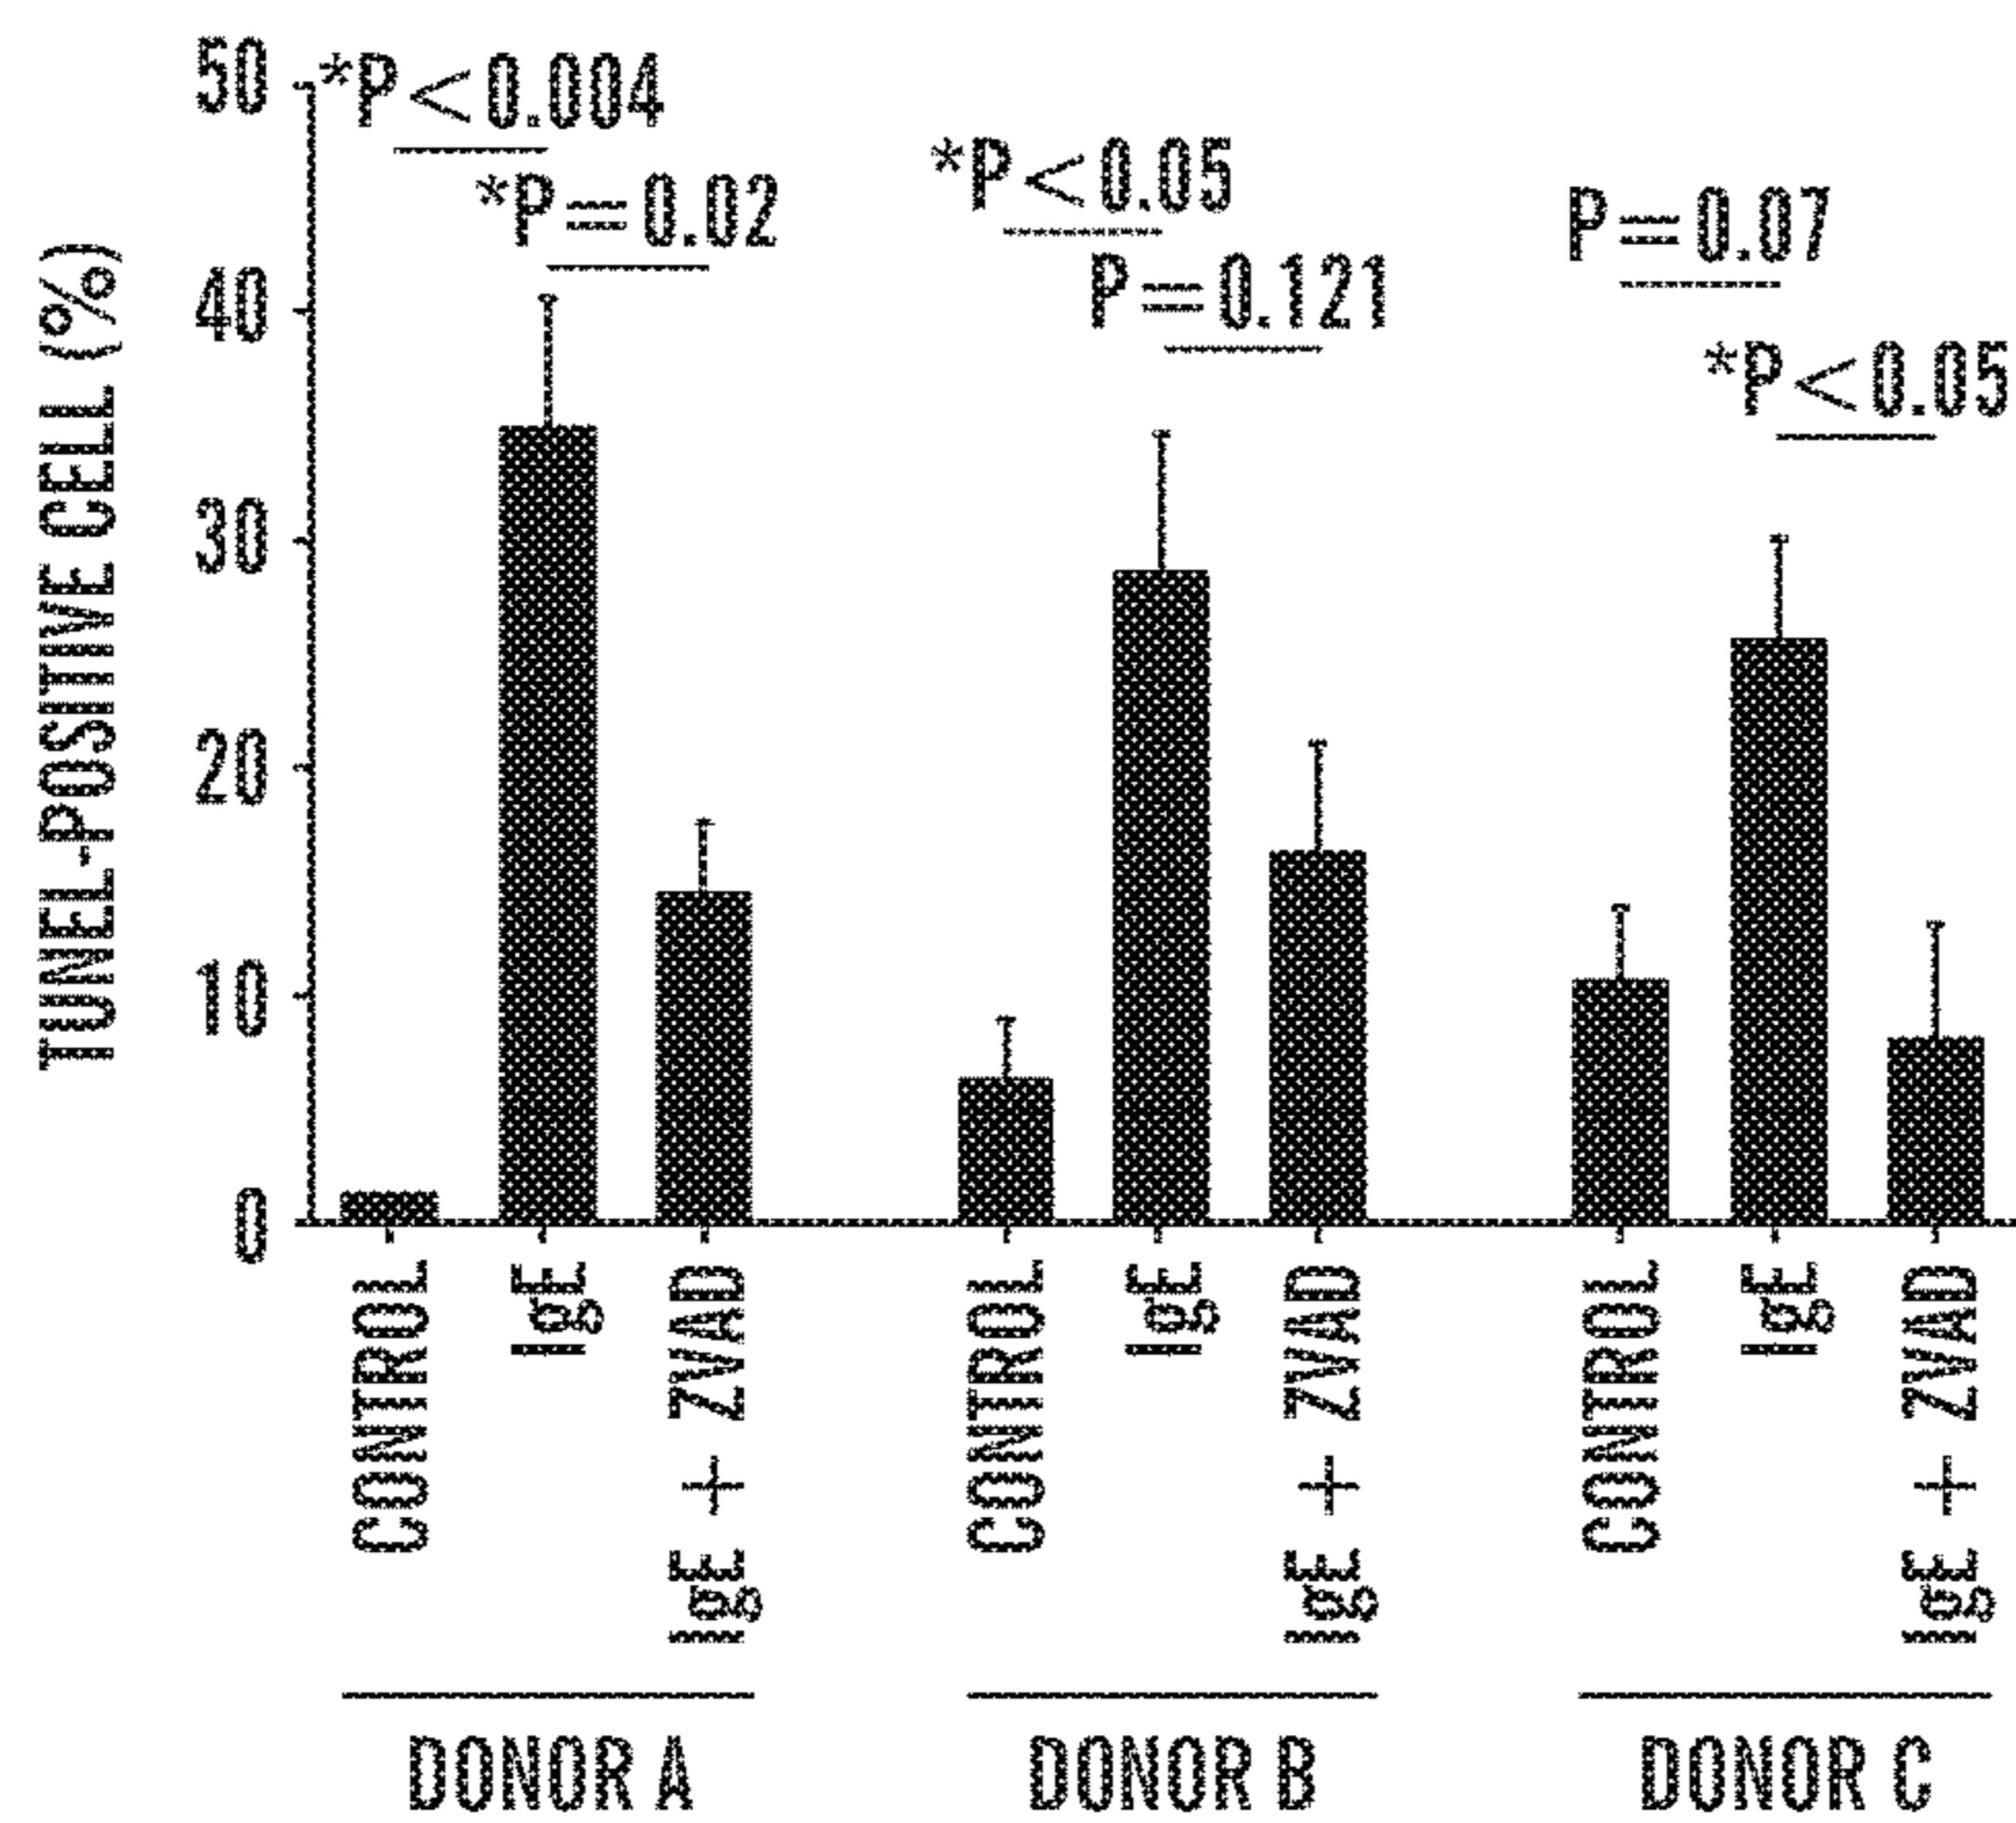 TUNEL-POSITIVE CELL (%)
50
40
30
20
10
0
*P<0.004
*P=0.02
*P<0.05
P=0.121
P=0.07
*P<0.05
CONTROL
IgE
IgE + ZVAD
CONTROL
IgE
IgE + ZVAD
CONTROL
IgE
IgE + ZVAD
DONOR A
DONOR B
DONOR C